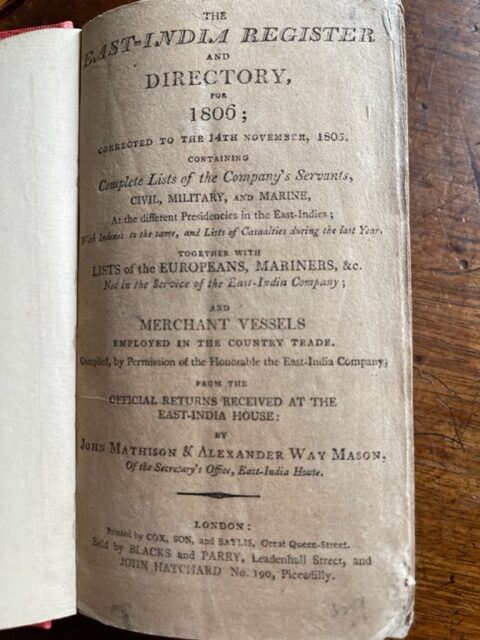 THE
EAST-INDIA REGISTER
AND
DIRECTORY,
FOR
1806;
CORRECTED TO THE 14TH NOVEMBER, 1805,
CONTAINING
Complete Lists of the Company's Servants,
CIVIL, MILITARY, AND MARINE,
At the different Presidencies in the East-Indies;
With Indexes to the same, and Lists of Casualties during the last Year.
TOGETHER WITH
LISTS of the EUROPEANS, MARINERS, &c.
Not in the Service of the East-India Company;
AND
MERCHANT VESSELS
EMPLOYED IN THE COUNTRY TRADE.
Compiled, by Permission of the Honorable the East-India Company,
FROM THE
OFFICIAL RETURNS RECEIVED AT THE
EAST-INDIA HOUSE:
BY
JOHN MATHISON & ALEXANDER WAY MASON,
Of the Secretary's Office, East-India House.
LONDON:
Printed by COX, SON, and BAYLIS, Great Queen-Street.
Sold by BLACKS and PARRY, Leadenhall Street, and
JOHN HATCHARD No. 190, Piccadilly.